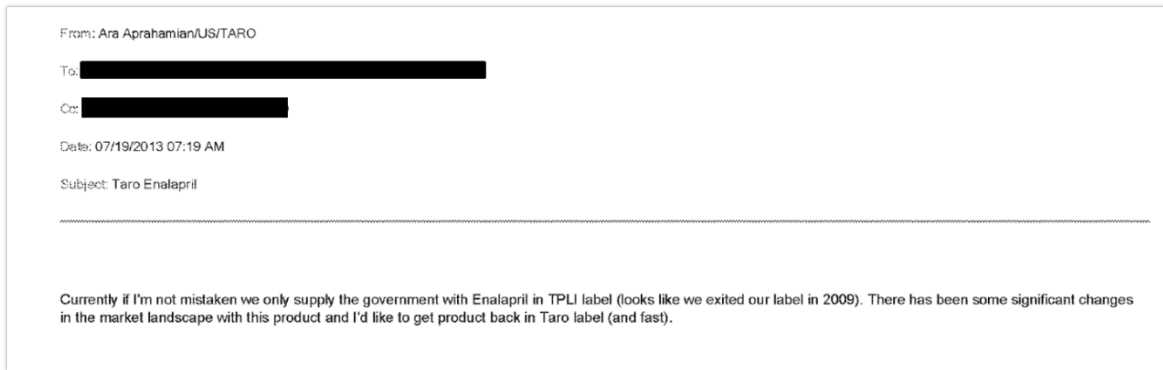 From: Ara Aprahamian/US/TARO
To:
Cc:
Date: 07/19/2013 07:19 AM
Subject: Taro Enalapril
Currently if I'm not mistaken we only supply the government with Enalapril in TPLI label (looks like we exited our label in 2009). There has been some significant changes
in the market landscape with this product and I'd like to get product back in Taro label (and fast).